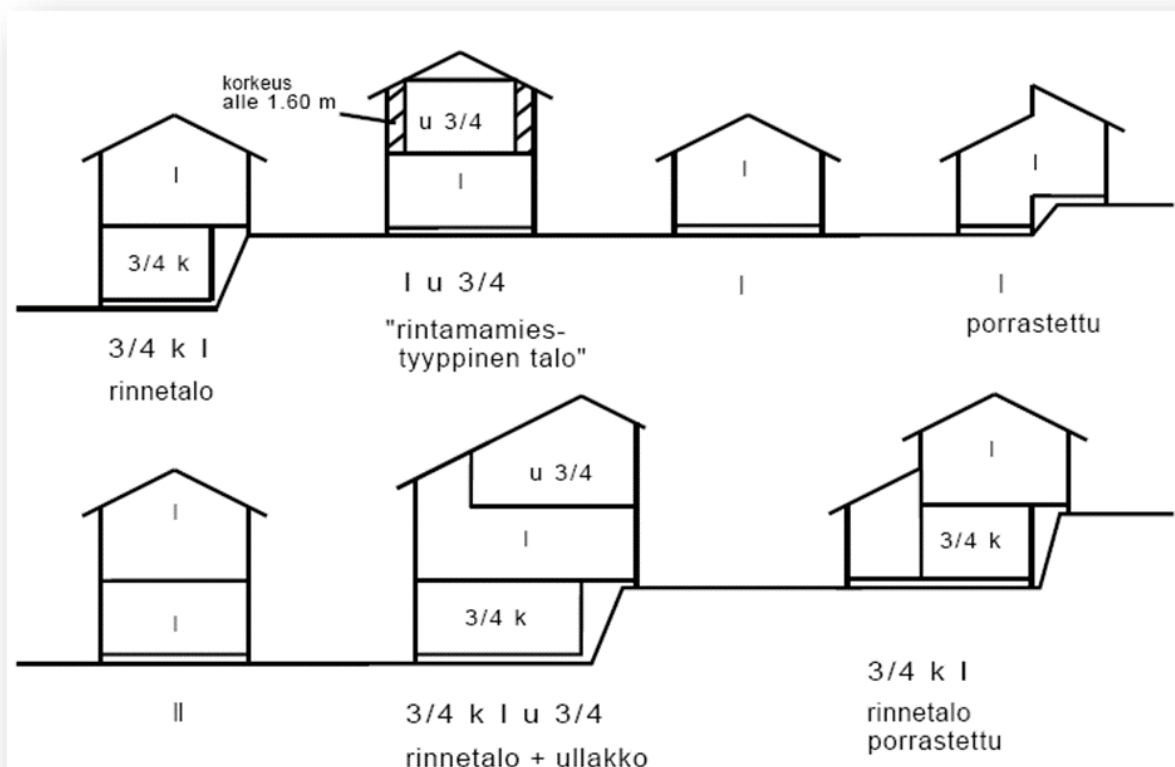 korkeus
alle 1.60 m
u 3/4
I
I
I
I
3/4 k
I u 3/4
"rintamamies-
tyyppinen talo"
I
I
porrastettu
3/4 k I
rinnetalo
I
I
II
u 3/4
I
3/4 k
3/4 k I u 3/4
rinnetalo + ullakko
I
3/4 k
3/4 k I
rinnetalo
porrastettu